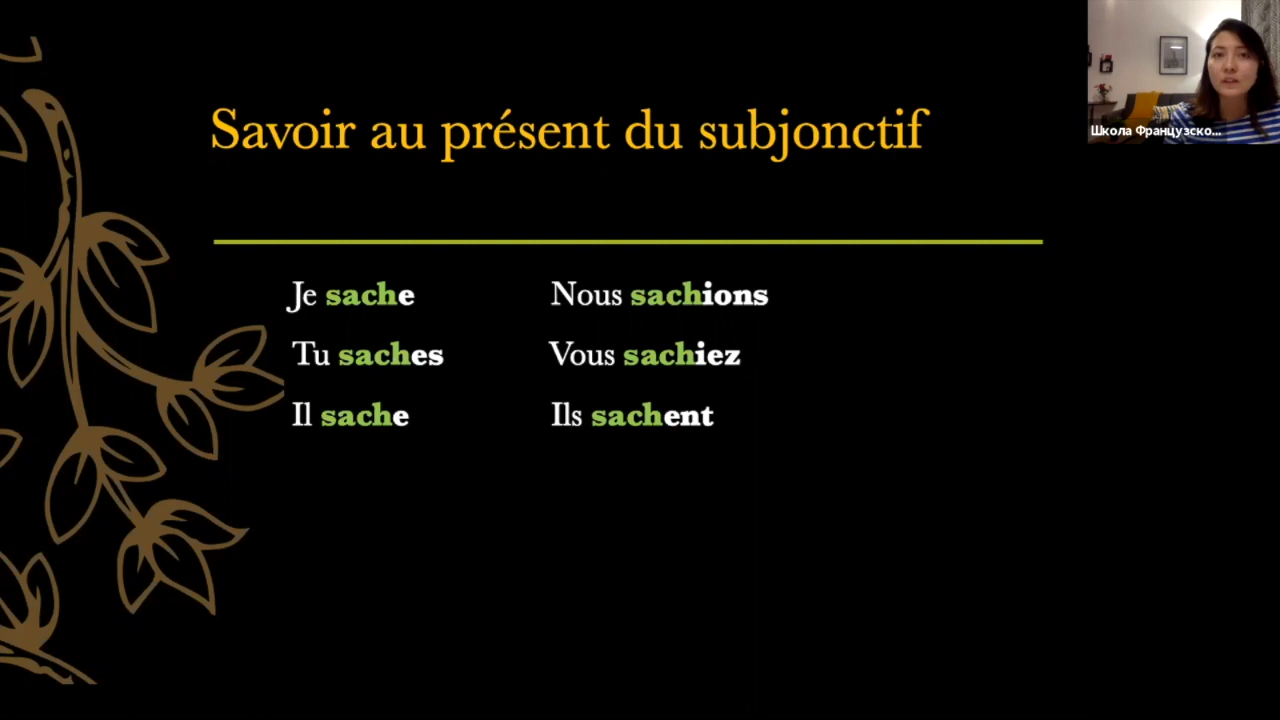 Savoir au présent du subjonctif
Je sache
Tu saches
Il sache
Nous sachions
Vous sachiez
Ils sachent
Школа Французско...